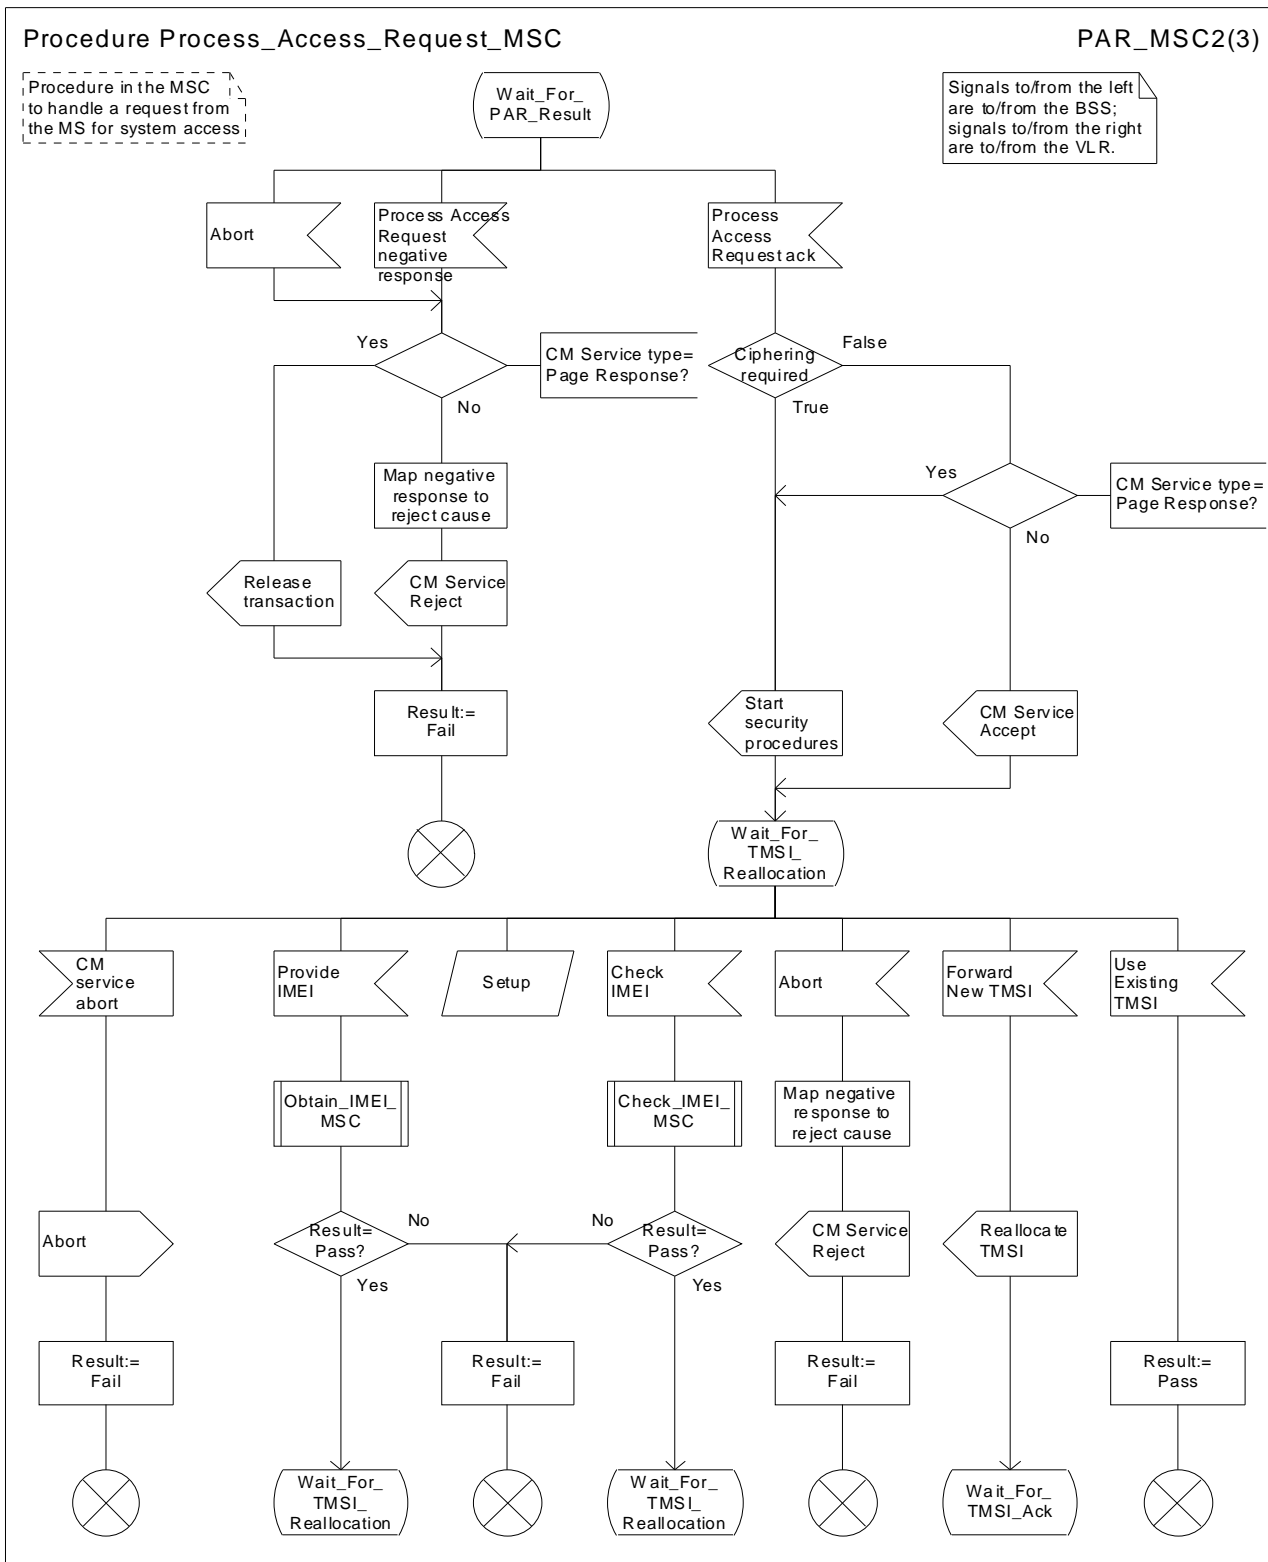 Procedure Process_Access_Request_MSC
PAR_MSC2(3)
Procedure in the MSC
to handle a request from
the MS for system access
Wait_For_
PAR_Result
Signals to/from the left
are to/from the BSS;
signals to/from the right
are to/from the VLR.
Abort
Process Access
Request
negative
response
Process
Access
Request ack
Yes
CM Service type=
Page Response?
No
Ciphering
required
False
True
Map negative
response to
reject cause
Yes
CM Service type=
Page Response?
No
Release
transaction
CM Service
Reject
Result:=
Fail
Start
security
procedures
CM Service
Accept
Wait_For_
TMSI_
Reallocation
CM
service
abort
Provide
IMEI
Setup
Check
IMEI
Abort
Forward
New TMSI
Use
Existing
TMSI
Obtain_IMEI_
MSC
Check_IMEI_
MSC
Map negative
response to
reject cause
Abort
Result=
Pass?
No
Yes
No
Result=
Pass?
Yes
CM Service
Reject
Reallocate
TMSI
Result:=
Fail
Result:=
Fail
Result:=
Fail
Result:=
Pass
Wait_For_
TMSI_
Reallocation
Wait_For_
TMSI_
Reallocation
Wait_For_
TMSI_Ack